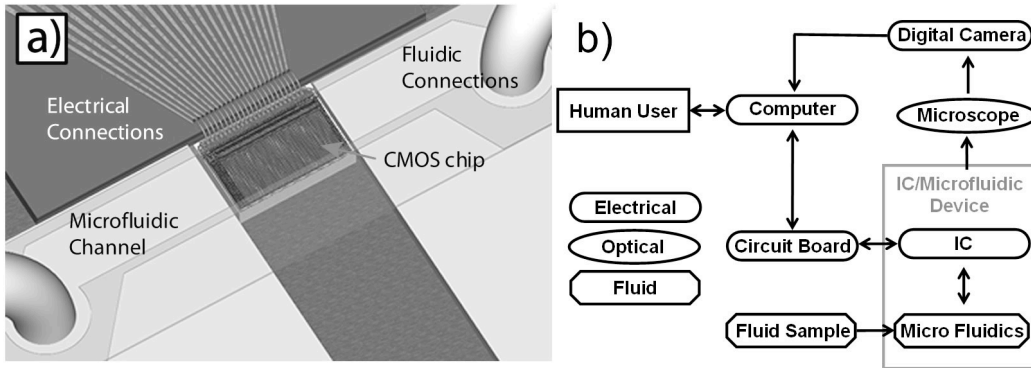 a)
Electrical
Connections
Fluidic
Connections
CMOS chip
Microfluidic
Channel
b)
Digital Camera
Human User
Computer
Microscope
IC/Microfluidic
Device
Electrical
Optical
Circuit Board
IC
Fluid
Fluid Sample
Micro Fluidics